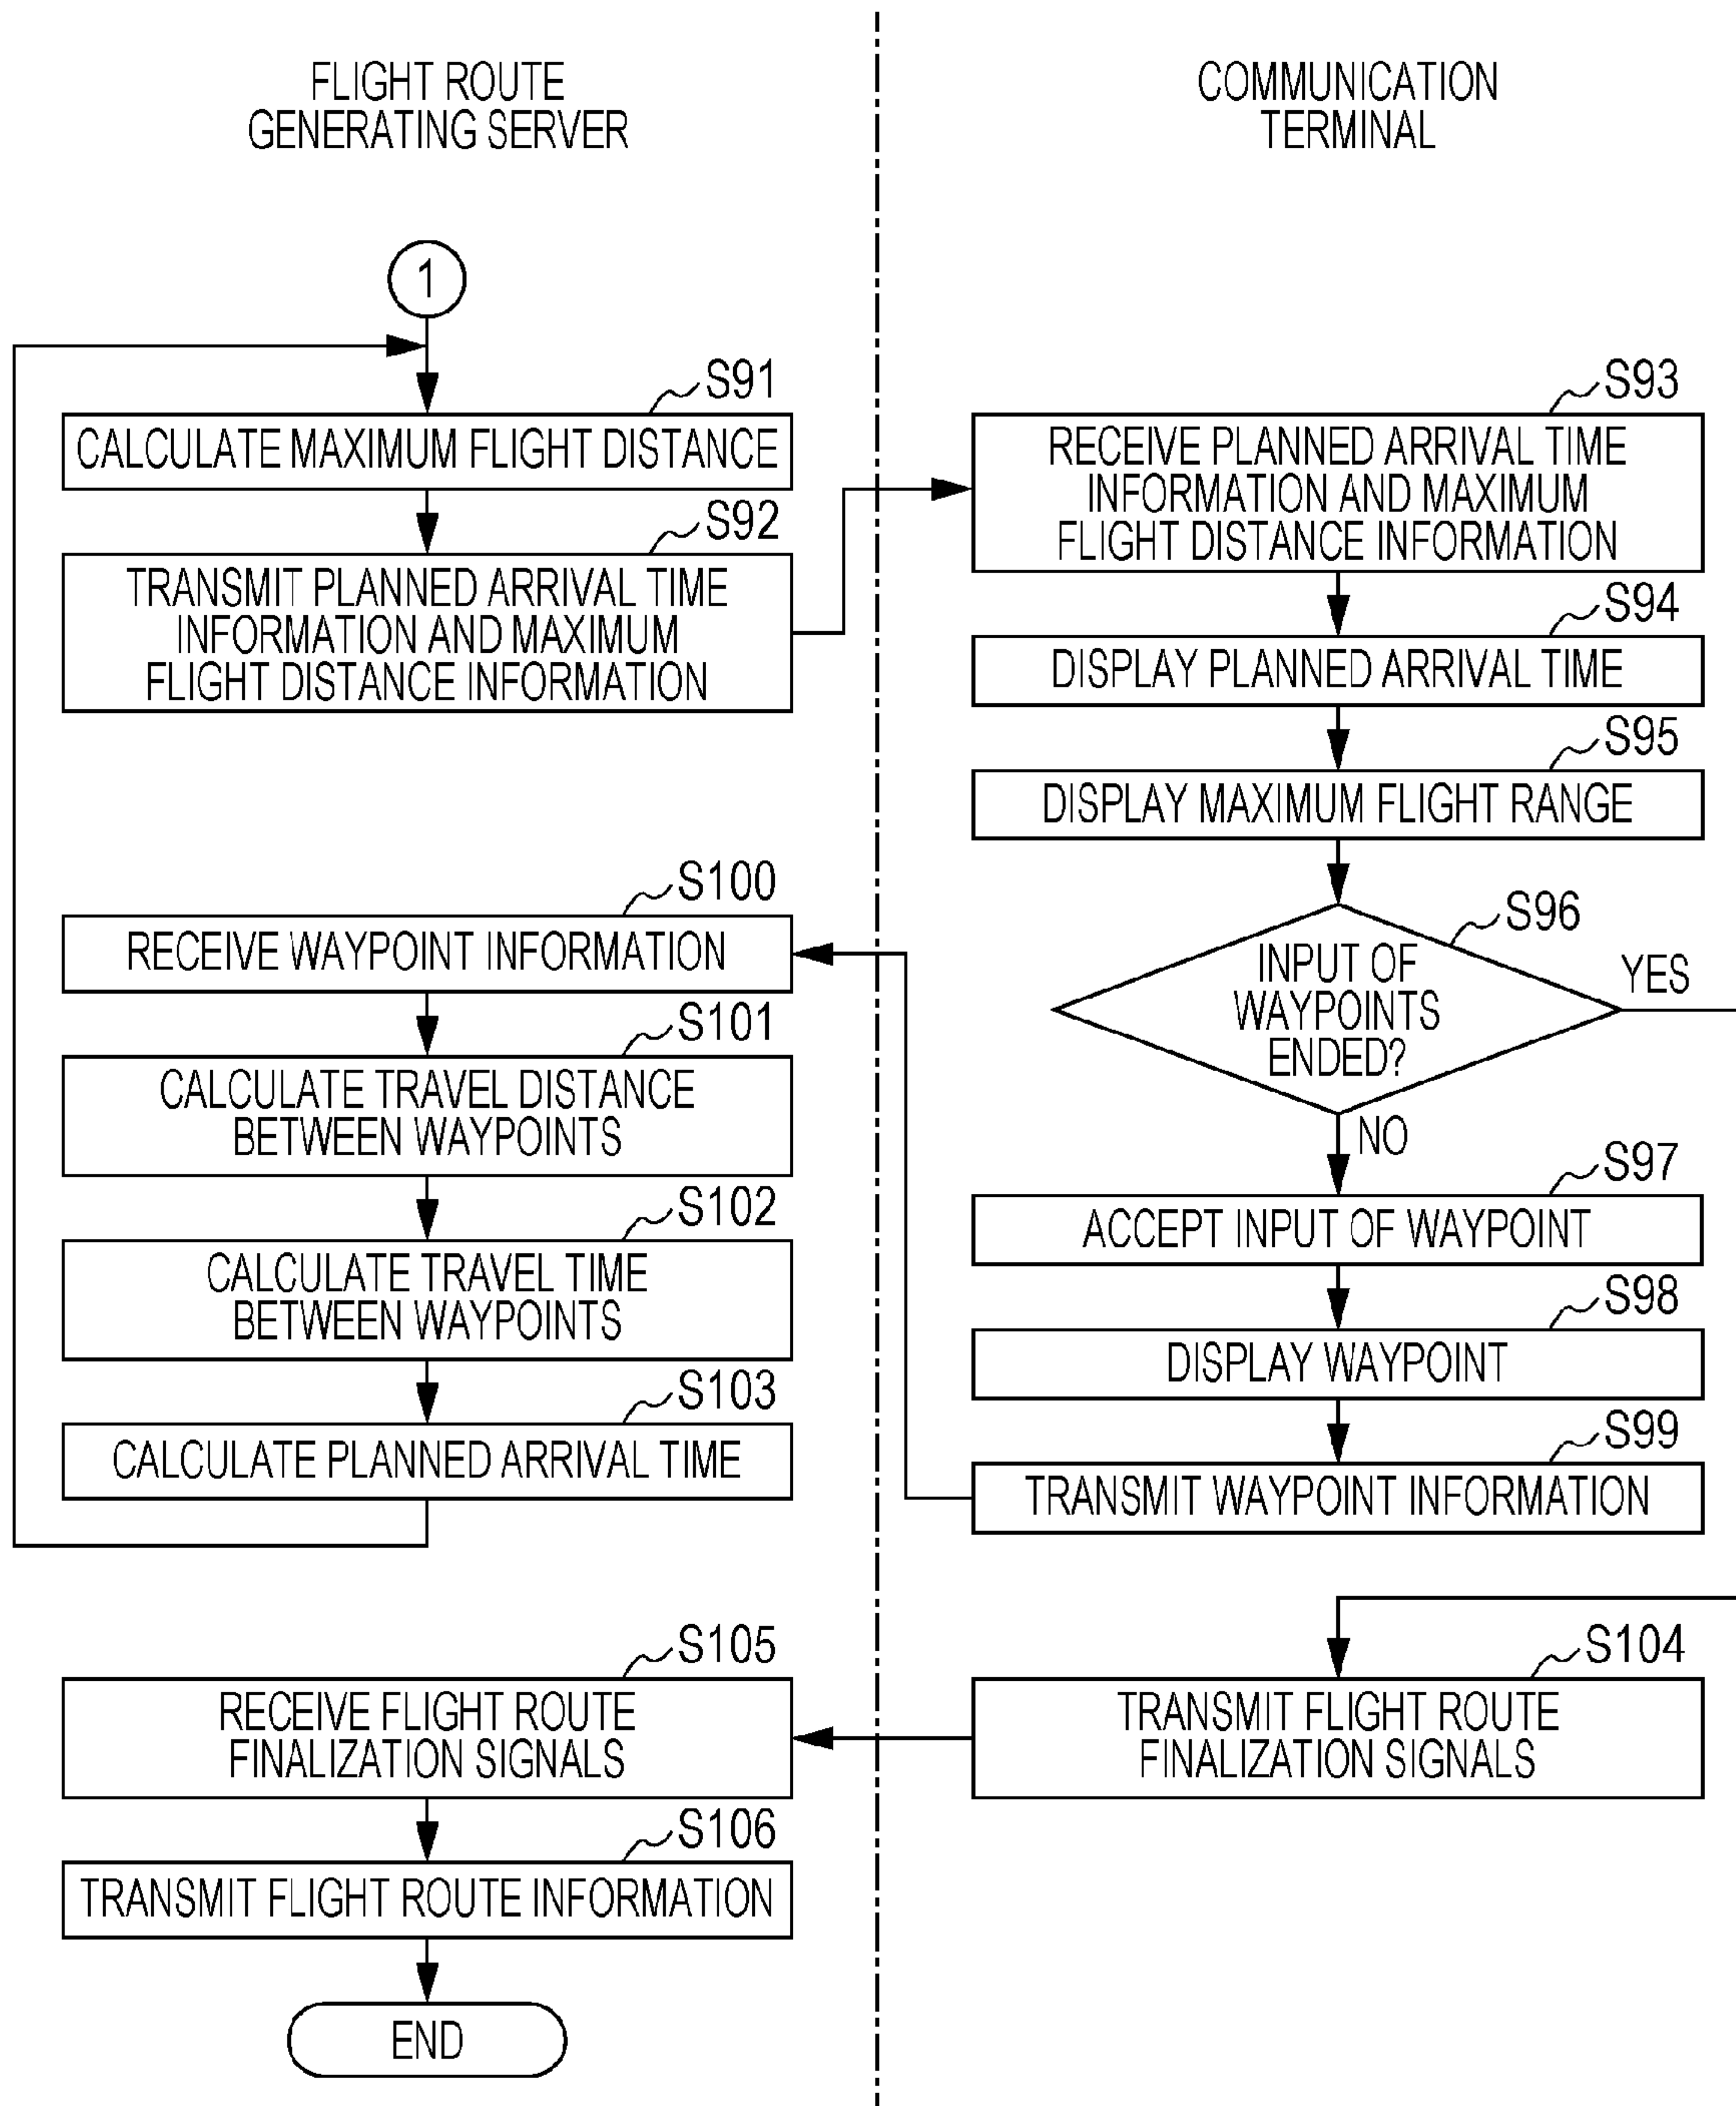 FLIGHT ROUTE
GENERATING SERVER
COMMUNICATION
TERMINAL
1
S91
CALCULATE MAXIMUM FLIGHT DISTANCE
S92
TRANSMIT PLANNED ARRIVAL TIME
INFORMATION AND MAXIMUM
FLIGHT DISTANCE INFORMATION
S93
RECEIVE PLANNED ARRIVAL TIME
INFORMATION AND MAXIMUM
FLIGHT DISTANCE INFORMATION
S94
DISPLAY PLANNED ARRIVAL TIME
S95
DISPLAY MAXIMUM FLIGHT RANGE
S96
INPUT OF
WAYPOINTS
ENDED?
YES
NO
S97
ACCEPT INPUT OF WAYPOINT
S98
DISPLAY WAYPOINT
S99
TRANSMIT WAYPOINT INFORMATION
S100
RECEIVE WAYPOINT INFORMATION
S101
CALCULATE TRAVEL DISTANCE
BETWEEN WAYPOINTS
S102
CALCULATE TRAVEL TIME
BETWEEN WAYPOINTS
S103
CALCULATE PLANNED ARRIVAL TIME
S104
TRANSMIT FLIGHT ROUTE
FINALIZATION SIGNALS
S105
RECEIVE FLIGHT ROUTE
FINALIZATION SIGNALS
S106
TRANSMIT FLIGHT ROUTE INFORMATION
END